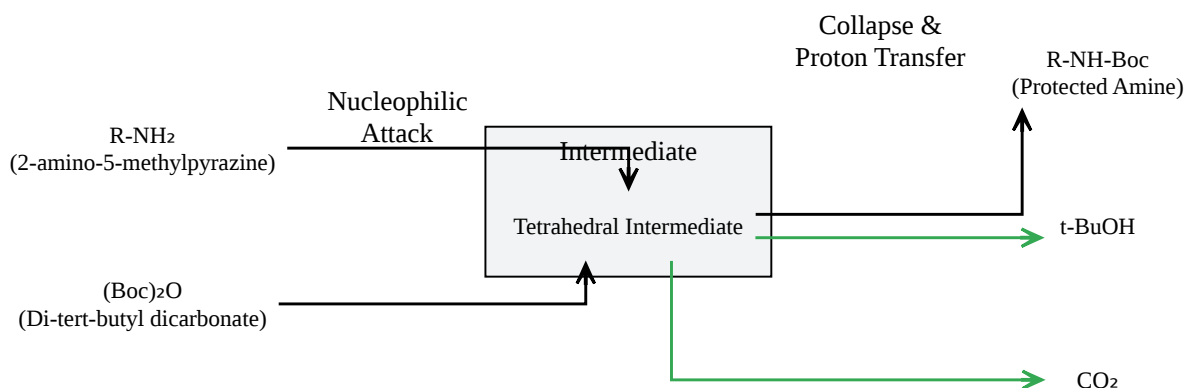 Collapse &
Proton Transfer
R-NH-Boc
(Protected Amine)
Nucleophilic
Attack
R-NH₂
(2-amino-5-methylpyrazine)
Intermediate
Tetrahedral Intermediate
t-BuOH
(Boc)₂O
(Di-tert-butyl dicarbonate)
CO₂